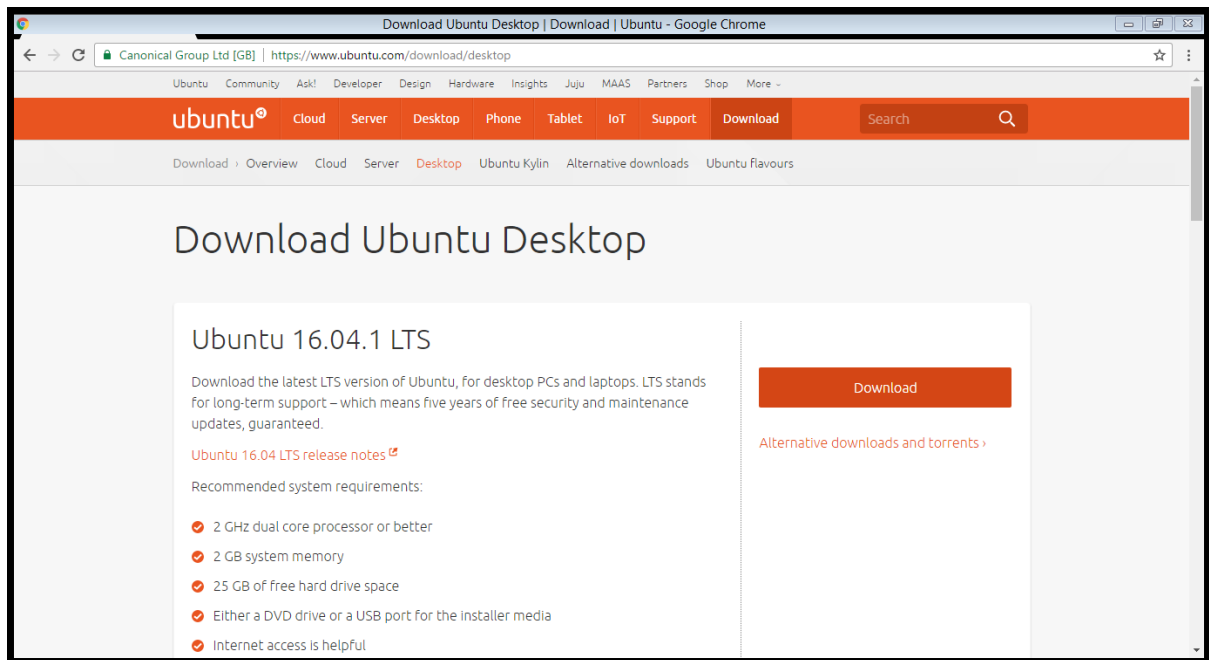 Download Ubuntu Desktop | Download | Ubuntu - Google Chrome
Canonical Group Ltd [GB] | https://www.ubuntu.com/download/desktop
Ubuntu Community Ask! Developer Design Hardware Insights Juju MAAS Partners Shop More
ubuntu Cloud Server Desktop Phone Tablet IoT Support Download Search
Download › Overview Cloud Server Desktop Ubuntu Kylin Alternative downloads Ubuntu flavours
Download Ubuntu Desktop
Ubuntu 16.04.1 LTS
Download the latest LTS version of Ubuntu, for desktop PCs and laptops. LTS stands
for long-term support – which means five years of free security and maintenance
updates, guaranteed.
Ubuntu 16.04 LTS release notes
Recommended system requirements:
2 GHz dual core processor or better
2 GB system memory
25 GB of free hard drive space
Either a DVD drive or a USB port for the installer media
Internet access is helpful
Download
Alternative downloads and torrents ›